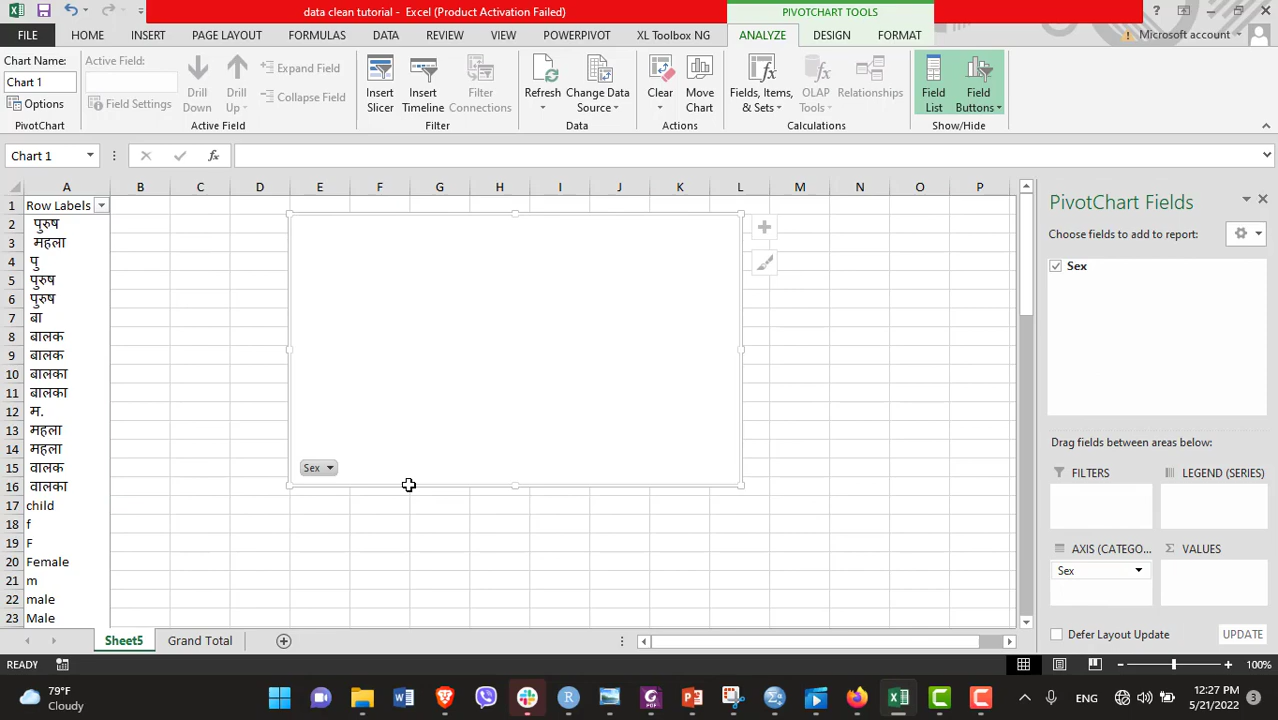 data clean tutorial - Excel (Product Activation Failed)
PIVOTCHART TOOLS
?
FILE HOME INSERT PAGE LAYOUT FORMULAS DATA REVIEW VIEW POWERPIVOT XL Toolbox NG ANALYZE DESIGN FORMAT Microsoft account
Chart Name:
Chart 1
Options
PivotChart
Active Field:
Field Settings
Drill Down
Drill Up
Expand Field
Collapse Field
Active Field
Insert Slicer
Insert Timeline
Filter Connections
Filter
Refresh
Change Data Source
Data
Clear
Move Chart
Actions
Fields, Items, & Sets
OLAP Tools
Relationships
Calculations
Field List
Field Buttons
Show/Hide
Chart 1
fx
A B C D E F G H I J K L M N O P
1 Row Labels
2 पुरुष
3 महला
4 पु
5 पुरुष
6 पुरुष
7 बा
8 बालक
9 बालक
10 बालका
11 बालका
12 म.
13 महला
14 महला
15 वालक
16 वालका
17 child
18 f
19 F
20 Female
21 m
22 male
23 Male
Sex
PivotChart Fields
Choose fields to add to report:
Sex
Drag fields between areas below:
FILTERS
LEGEND (SERIES)
AXIS (CATEGO...
VALUES
Sex
Defer Layout Update
UPDATE
Sheet5
Grand Total
READY
100%
79°F
Cloudy
ENG
12:27 PM
5/21/2022
3